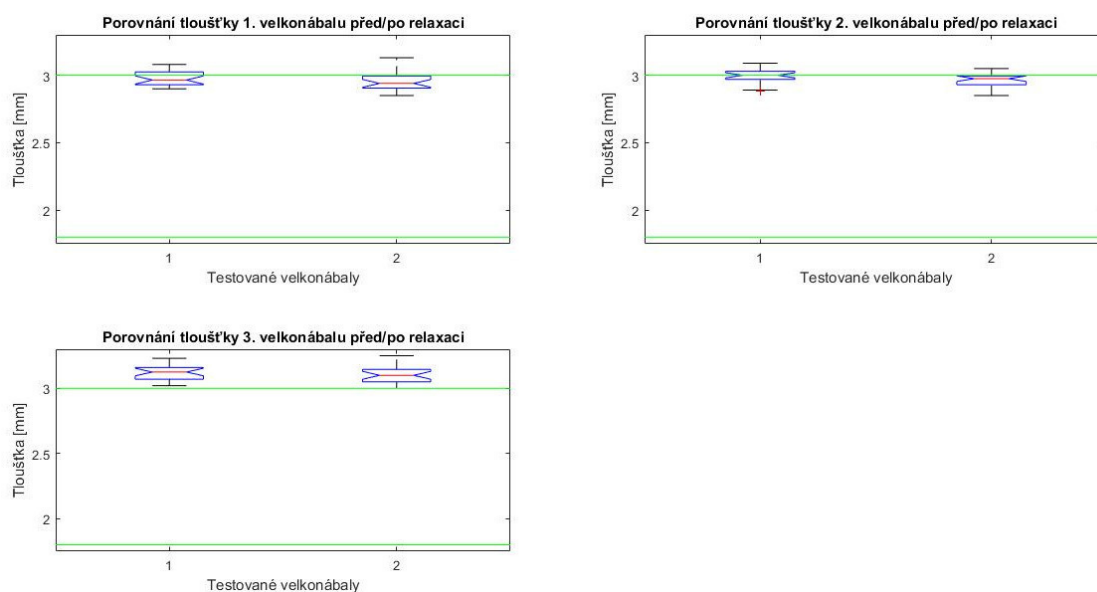 Porovnání tloušťky 1. velkonábalu před/po relaxaci
3
2.5
2
Tloušťka [mm]
1
2
Testované velkonábaly
Porovnání tloušťky 2. velkonábalu před/po relaxaci
3
2.5
2
Tloušťka [mm]
1
2
Testované velkonábaly
Porovnání tloušťky 3. velkonábalu před/po relaxaci
3
2.5
2
Tloušťka [mm]
1
2
Testované velkonábaly